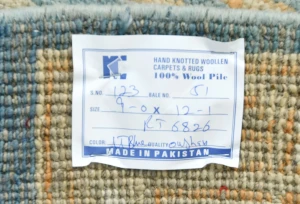 KC
HAND KNOTTED WOOLLEN
CARPETS & RUGS
100% Wool Pile
S.NO 123 BALE NO. 51
SIZE 9-0 x 12-1
KT 6826
COLOR
MADE IN PAKISTAN